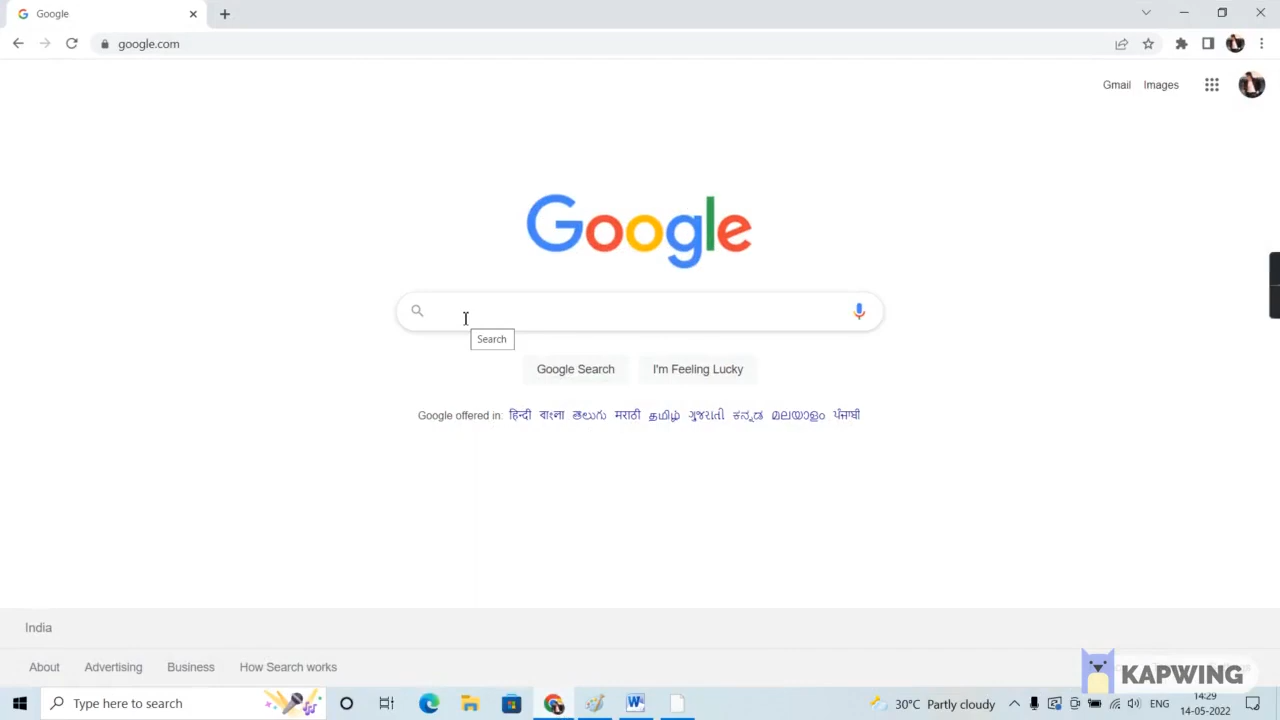 Google
google.com
Gmail Images
Google
Search
Google Search I'm Feeling Lucky
Google offered in: हिन्दी বাংলা తెలుగు मराठी தமிழ் ગુજરાતી ಕನ್ನಡ മലയാളം ਪੰਜਾਬੀ
India
About Advertising Business How Search works
KAPWING
Type here to search
30°C Partly cloudy
ENG
14:29
14-05-2022